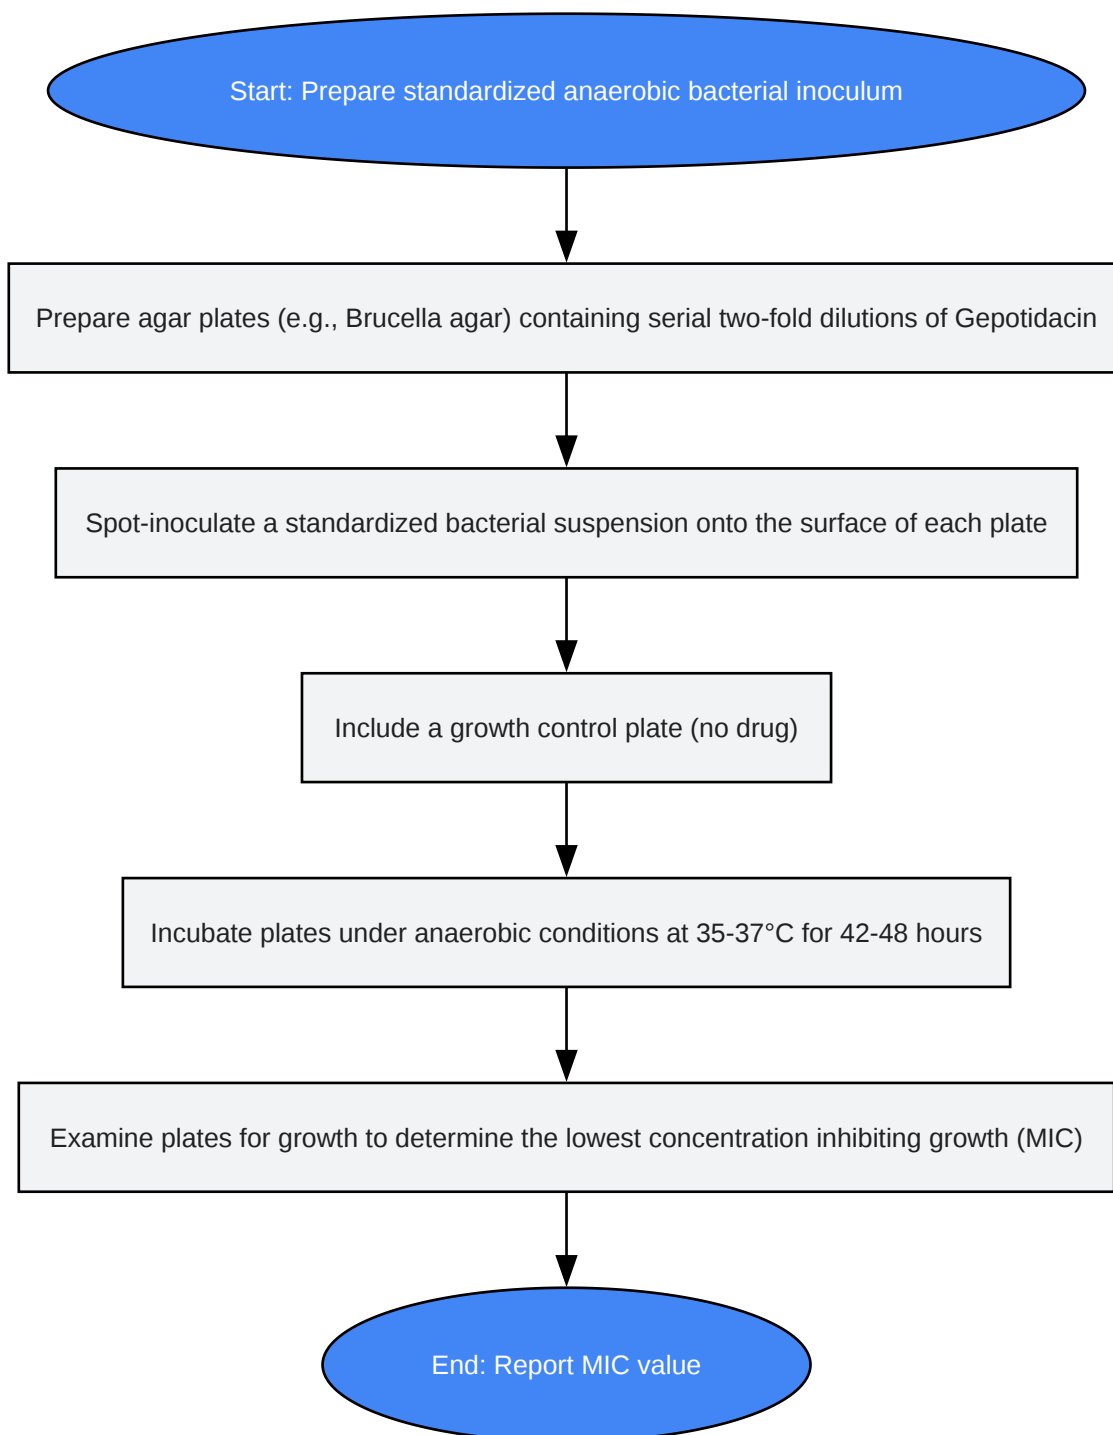 Start: Prepare standardized anaerobic bacterial inoculum
Prepare agar plates (e.g., Brucella agar) containing serial two-fold dilutions of Gepotidacin
Spot-inoculate a standardized bacterial suspension onto the surface of each plate
Include a growth control plate (no drug)
Incubate plates under anaerobic conditions at 35-37°C for 42-48 hours
Examine plates for growth to determine the lowest concentration inhibiting growth (MIC)
End: Report MIC value